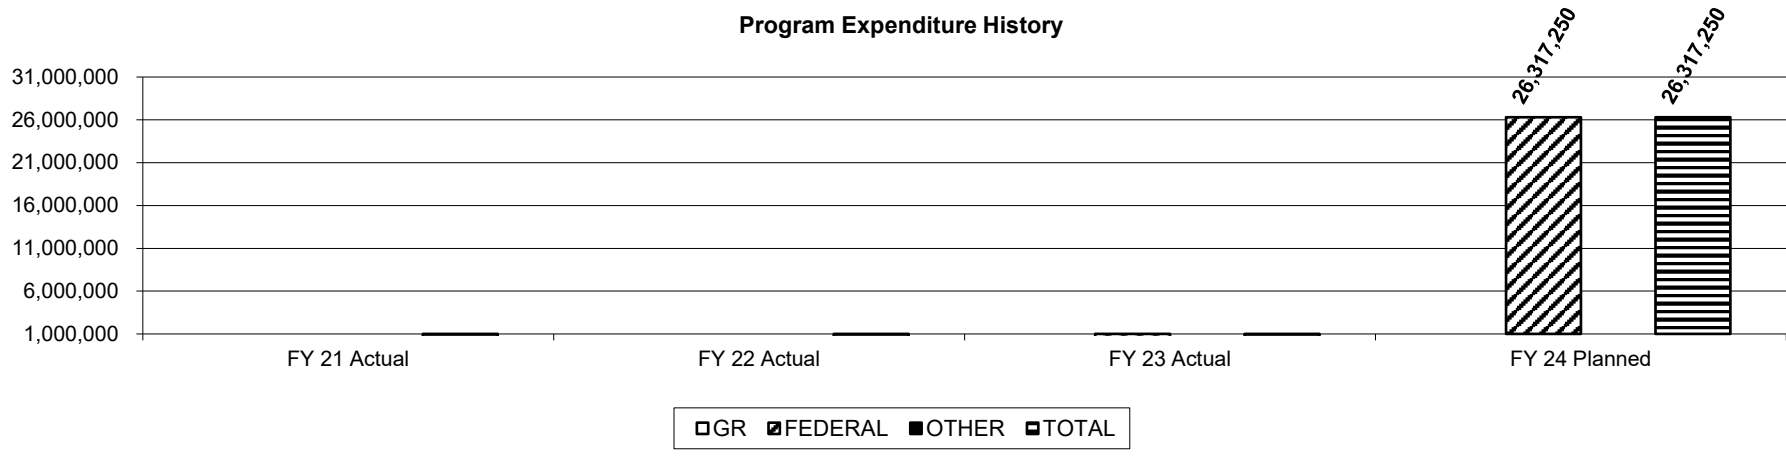 Program Expenditure History
26,317,250
26,317,250
31,000,000
26,000,000
21,000,000
16,000,000
11,000,000
6,000,000
1,000,000
FY 21 Actual
FY 22 Actual
FY 23 Actual
FY 24 Planned
GR FEDERAL OTHER TOTAL